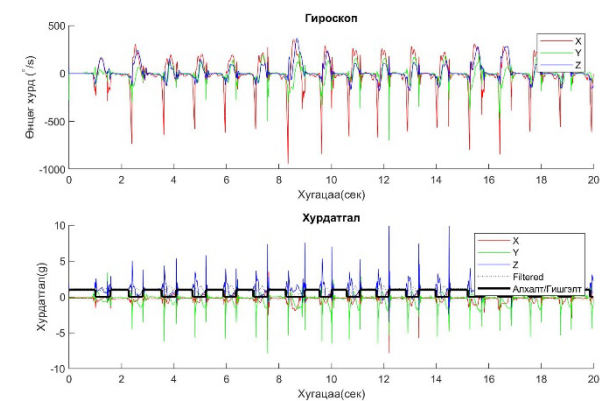 Гироскоп
500
0
-500
-1000
Өнцөг хурд (°/s)
X
Y
Z
0 2 4 6 8 10 12 14 16 18 20
Хугацаа(сек)
Хурдатгал
10
5
0
-5
-10
Хурдатгал(g)
X
Y
Z
Filtered
Алхалт/Гишгэлт
0 2 4 6 8 10 12 14 16 18 20
Хугацаа(сек)